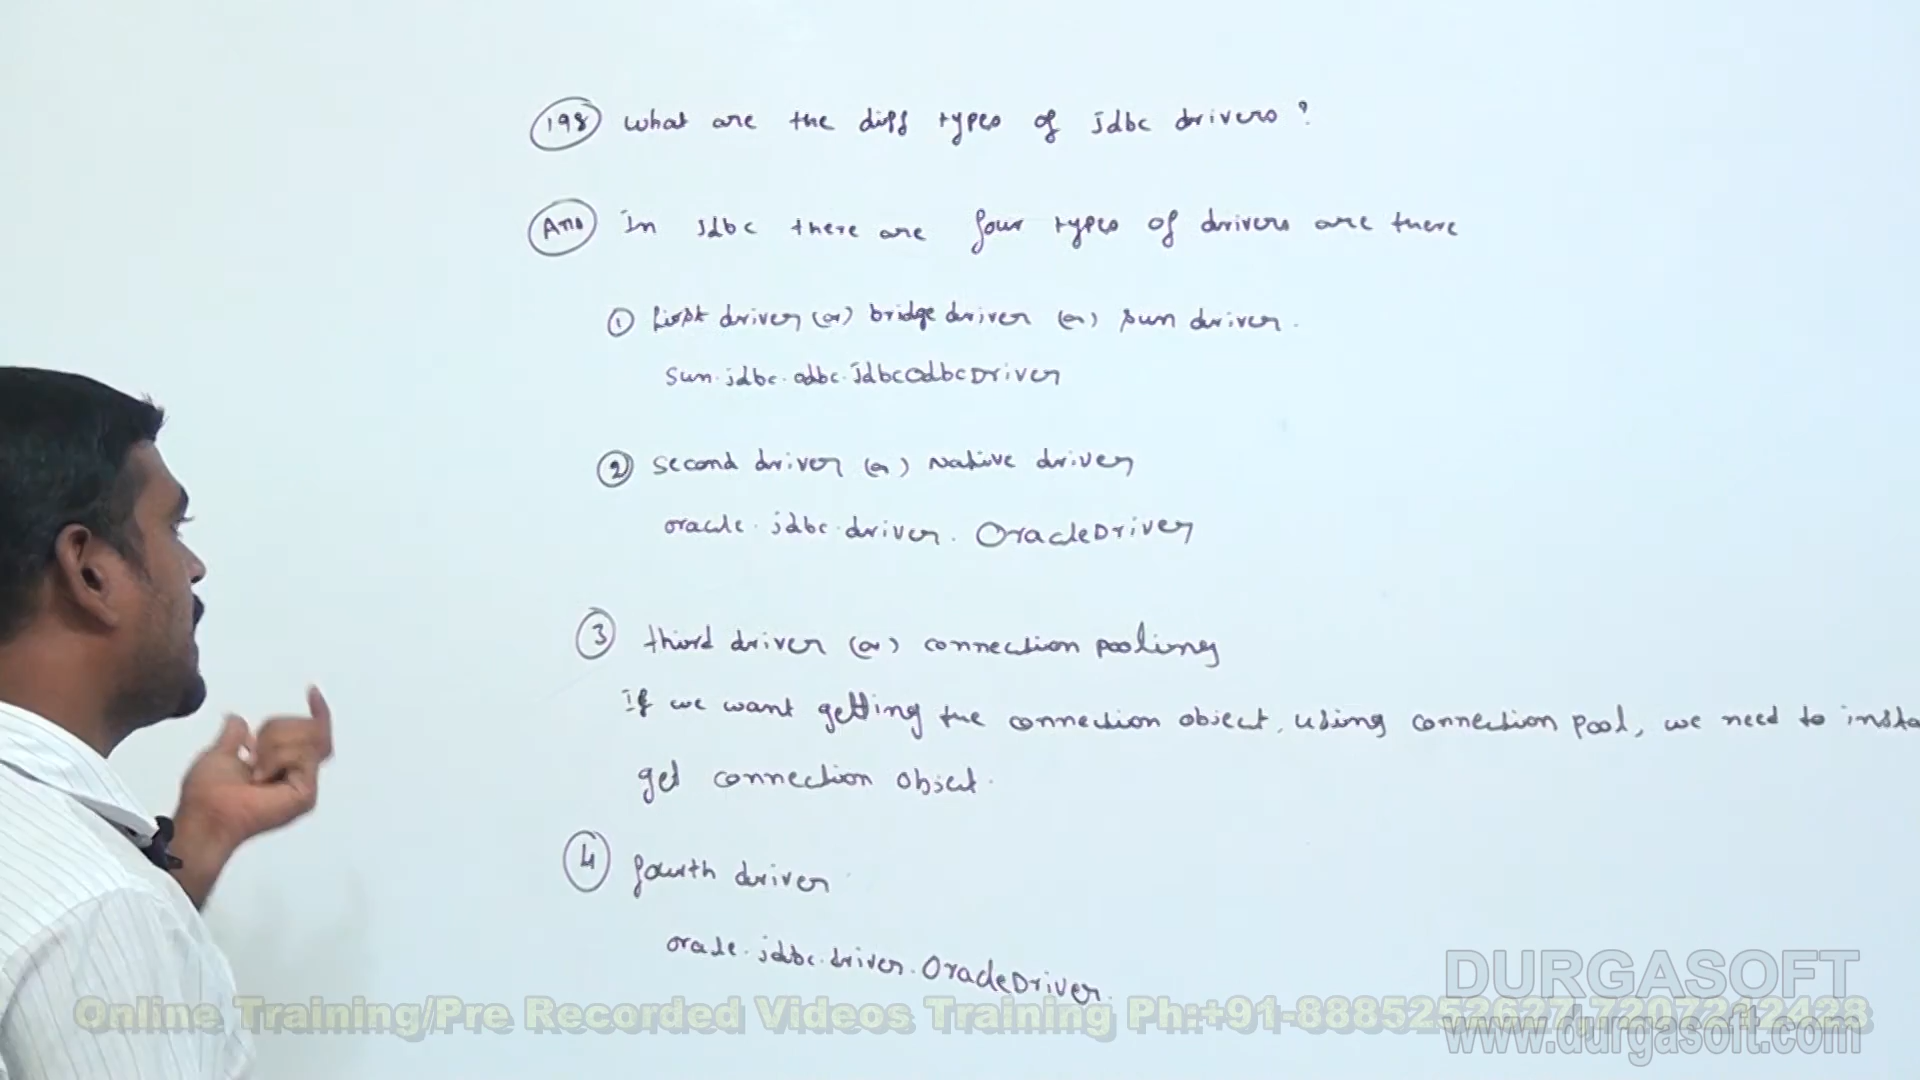 198 What are the diff types of jdbc drivers ?
Ans In jdbc there are four types of drivers are there
① first driver (or) bridge driver (or) sun driver.
sun.jdbc.odbc.jdbcOdbcDriver
② second driver (or) Native driver
oracle.jdbc.driver.OracleDriver
③ third driver (or) connection pooling
If we want getting the connection object, using connection pool, we need to insta
get connection object.
④ fourth driver
oracle.jdbc.driver.OracleDriver.
DURGASOFT
Online Training/Pre Recorded Videos Training Ph:+91-8885252627,7207212428
www.durgasoft.com